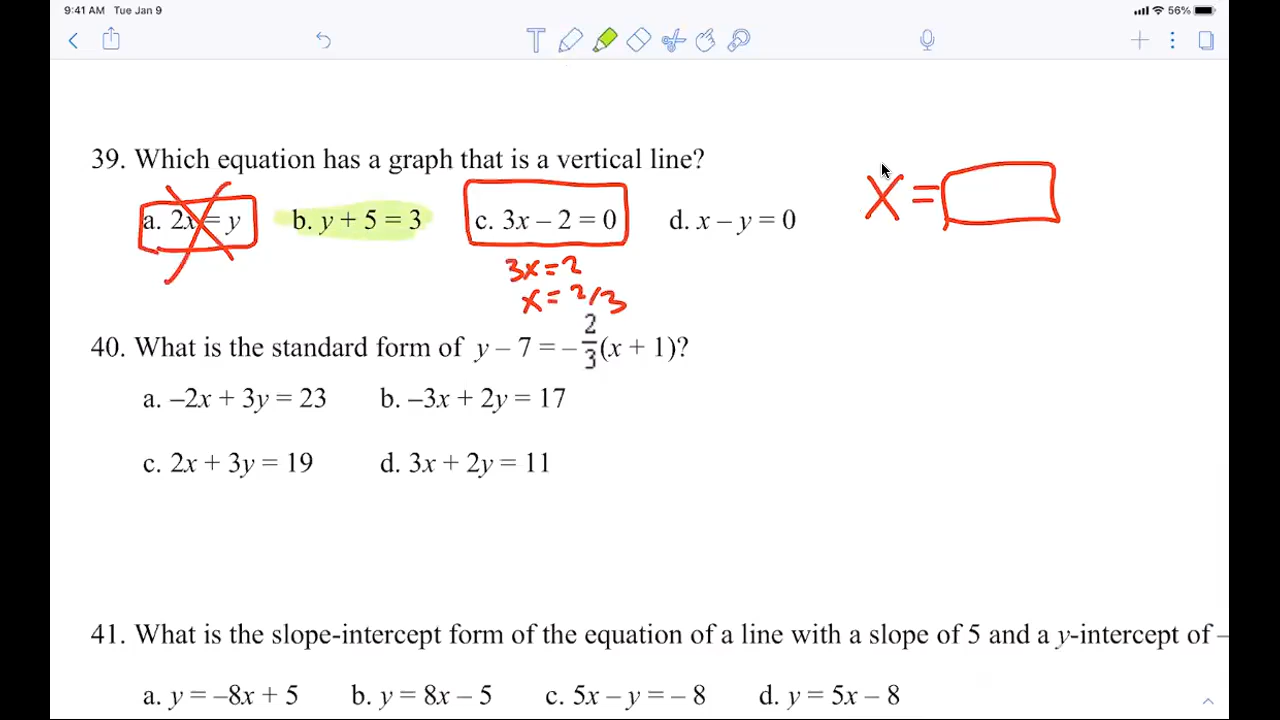 9:41 AM Tue Jan 9 56%
39. Which equation has a graph that is a vertical line?
a. 2x = y b. y + 5 = 3 c. 3x – 2 = 0 d. x – y = 0
x =
3x = 2
x = 2/3
40. What is the standard form of y – 7 = –2/3(x + 1)?
a. –2x + 3y = 23 b. –3x + 2y = 17
c. 2x + 3y = 19 d. 3x + 2y = 11
41. What is the slope-intercept form of the equation of a line with a slope of 5 and a y-intercept of –
a. y = –8x + 5 b. y = 8x – 5 c. 5x – y = – 8 d. y = 5x – 8